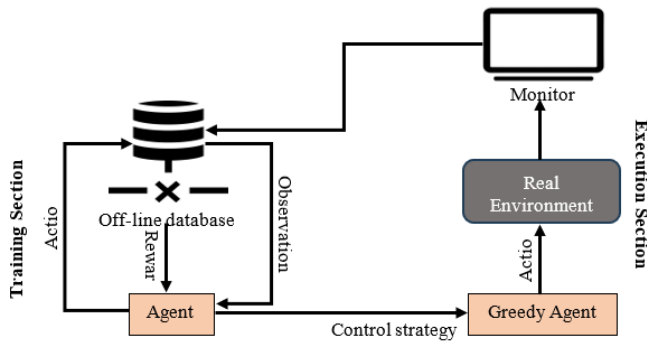 Monitor
Training Section
Execution Section
Actio
Off-line database
Observation
Rewar
Real
Environment
Actio
Agent
Greedy Agent
Control strategy